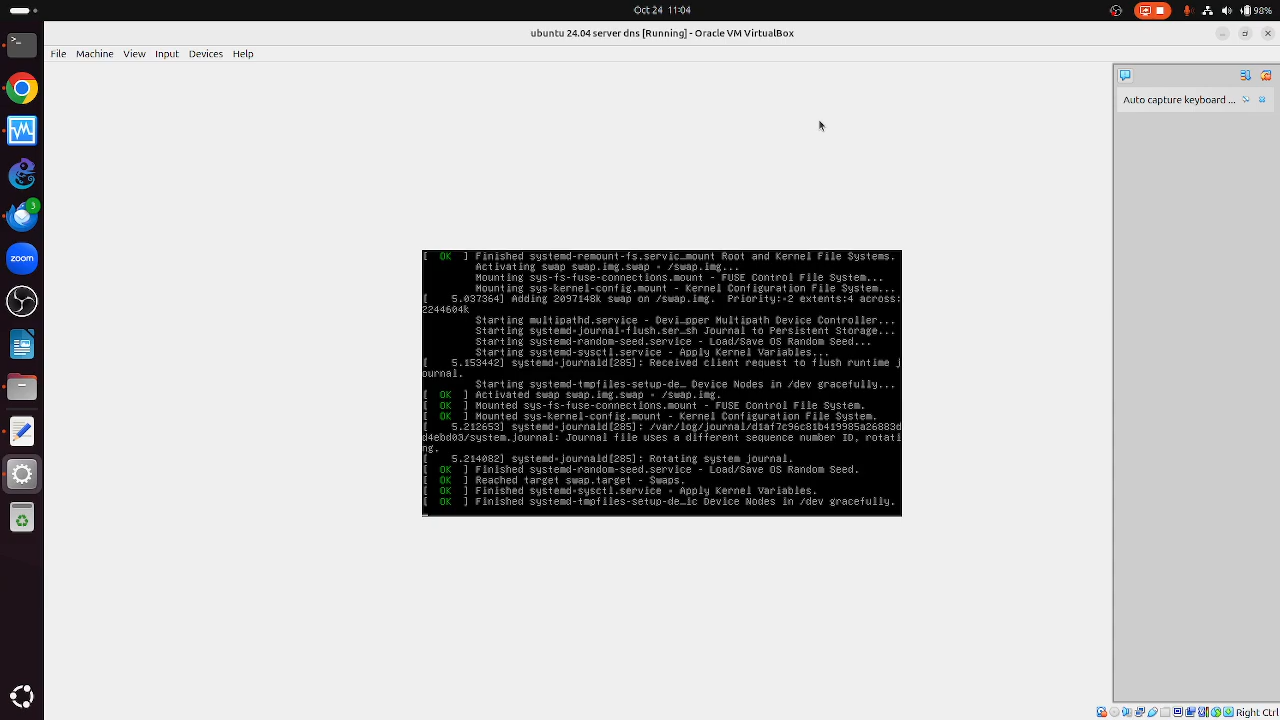 Oct 24 11:04
98%
ubuntu 24.04 server dns [Running] - Oracle VM VirtualBox
File Machine View Input Devices Help
Auto capture keyboard ...
3
zoom
[ OK ] Finished systemd-remount-fs.servic…mount Root and Kernel File Systems.
Activating swap swap.img.swap - /swap.img...
Mounting sys-fs-fuse-connections.mount - FUSE Control File System...
Mounting sys-kernel-config.mount - Kernel Configuration File System...
[ 5.037364] Adding 2097148k swap on /swap.img. Priority:-2 extents:4 across:
2244604k
Starting multipathd.service - Devi…pper Multipath Device Controller...
Starting systemd-journal-flush.ser…sh Journal to Persistent Storage...
Starting systemd-random-seed.service - Load/Save OS Random Seed...
Starting systemd-sysctl.service - Apply Kernel Variables...
[ 5.153442] systemd-journald[285]: Received client request to flush runtime j
ournal.
Starting systemd-tmpfiles-setup-de… Device Nodes in /dev gracefully...
[ OK ] Activated swap swap.img.swap - /swap.img.
[ OK ] Mounted sys-fs-fuse-connections.mount - FUSE Control File System.
[ OK ] Mounted sys-kernel-config.mount - Kernel Configuration File System.
[ 5.212653] systemd-journald[285]: /var/log/journal/d1af7c96c81b419985a26883d
d4ebd03/system.journal: Journal file uses a different sequence number ID, rotati
ng.
[ 5.214082] systemd-journald[285]: Rotating system journal.
[ OK ] Finished systemd-random-seed.service - Load/Save OS Random Seed.
[ OK ] Reached target swap.target - Swaps.
[ OK ] Finished systemd-sysctl.service - Apply Kernel Variables.
[ OK ] Finished systemd-tmpfiles-setup-de…ic Device Nodes in /dev gracefully.
Right Ctrl